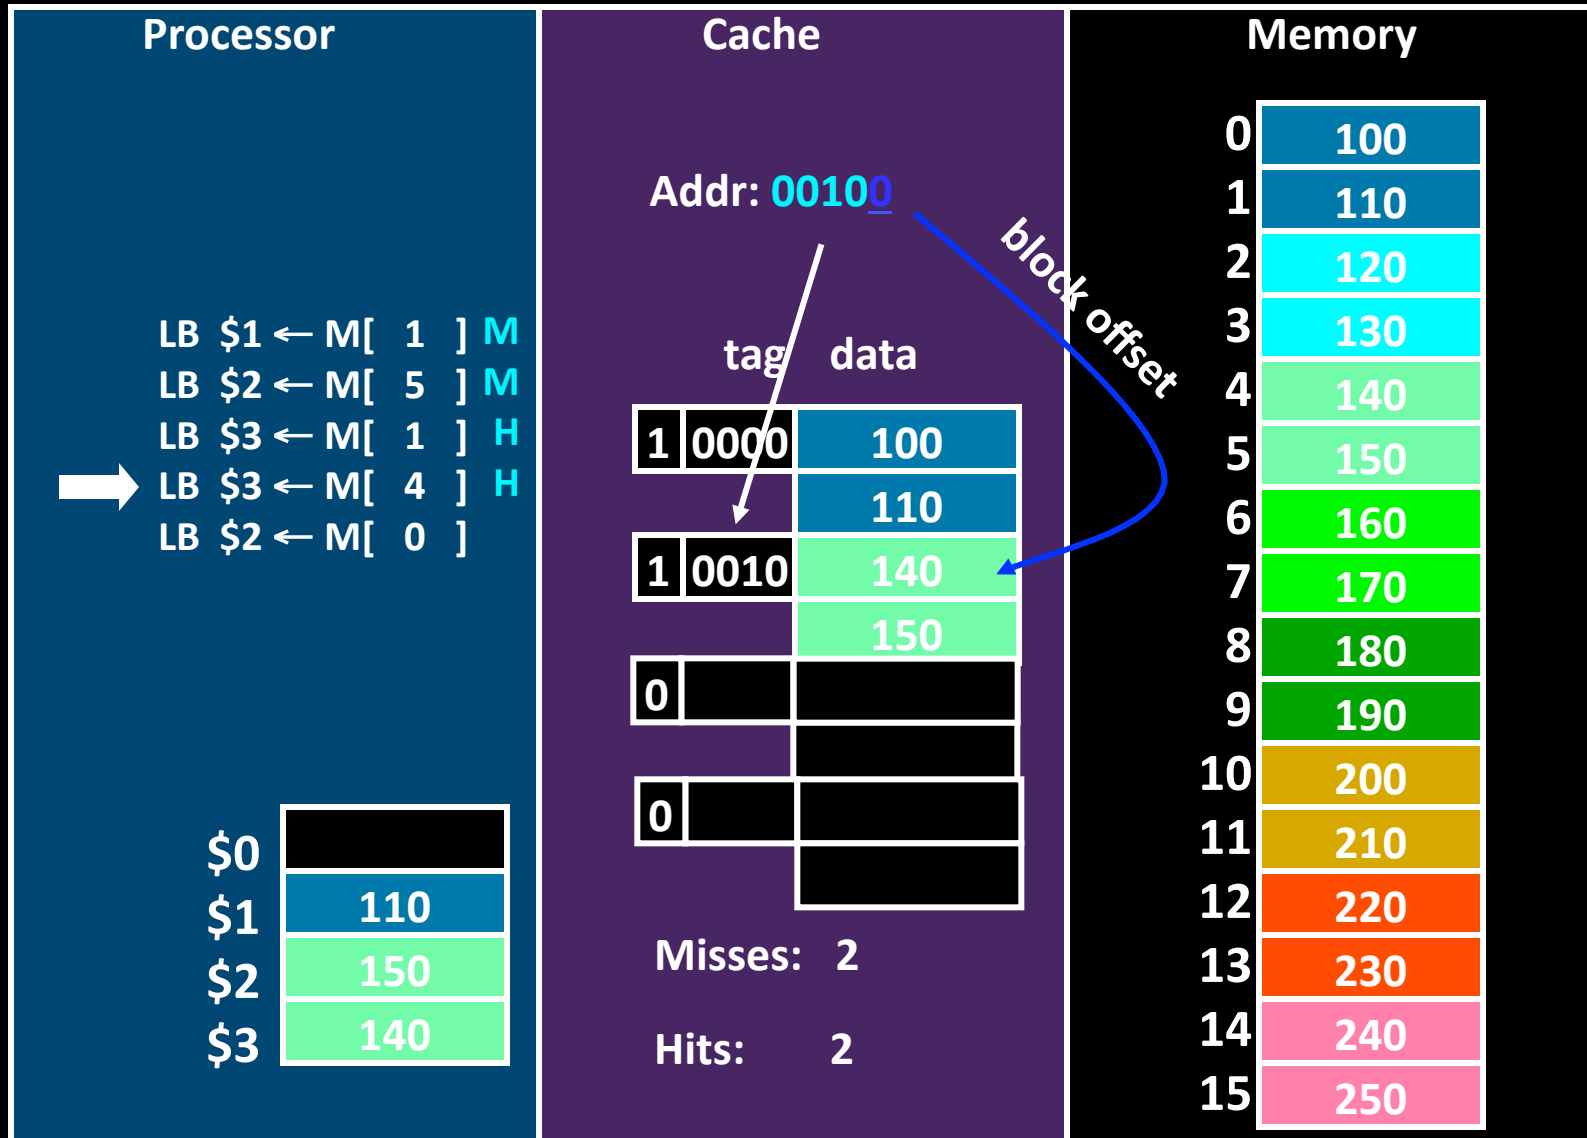 Processor
LB $1 ← M[ 1 ] M
LB $2 ← M[ 5 ] M
LB $3 ← M[ 1 ] H
LB $3 ← M[ 4 ] H
LB $2 ← M[ 0 ]
$0
$1 110
$2 150
$3 140
Cache
Addr: 00100
block offset
tag data
1 0000 100
110
1 0010 140
150
0
0
Misses: 2
Hits: 2
Memory
0 100
1 110
2 120
3 130
4 140
5 150
6 160
7 170
8 180
9 190
10 200
11 210
12 220
13 230
14 240
15 250